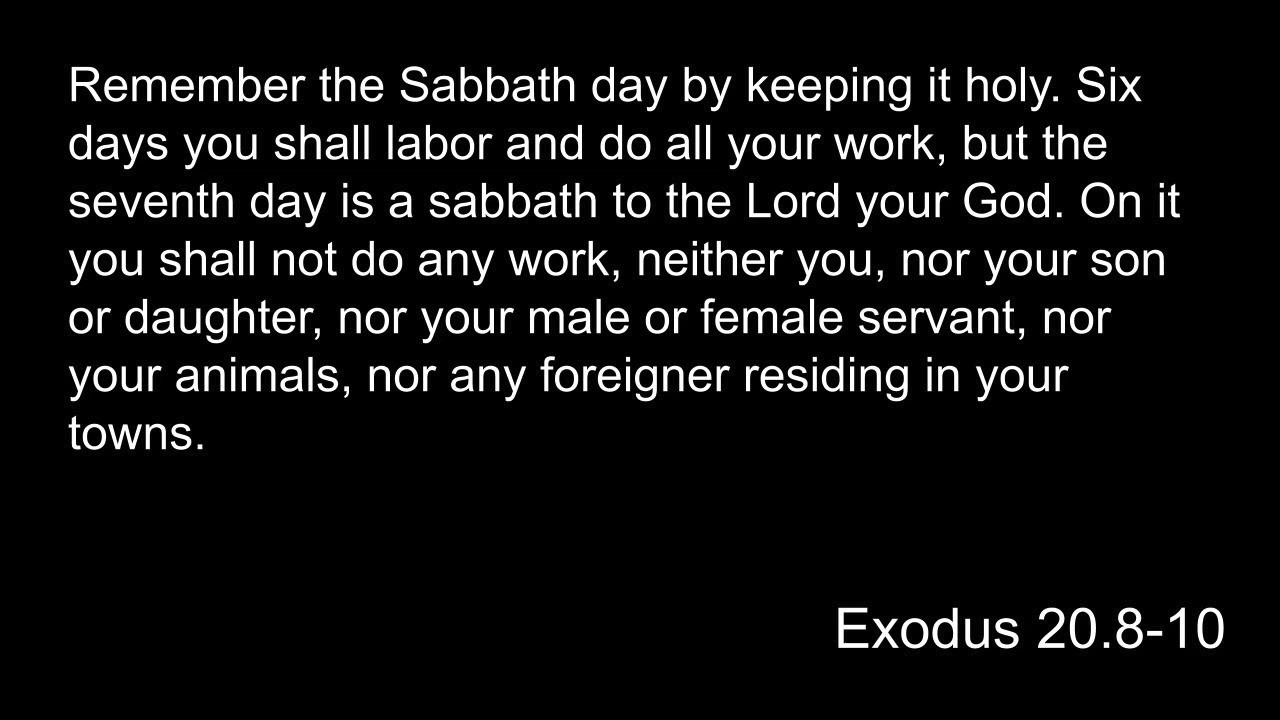 Remember the Sabbath day by keeping it holy. Six
days you shall labor and do all your work, but the
seventh day is a sabbath to the Lord your God. On it
you shall not do any work, neither you, nor your son
or daughter, nor your male or female servant, nor
your animals, nor any foreigner residing in your
towns.
Exodus 20.8-10